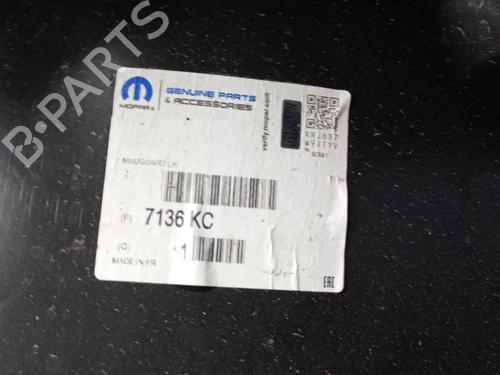 MOPAR
GENUINE PARTS
& ACCESSORIES
verify.mopar.com
MUDGUARD LH
(P) 7136 KC
(Q) 1
MADE IN FR
EAC
B-PARTS